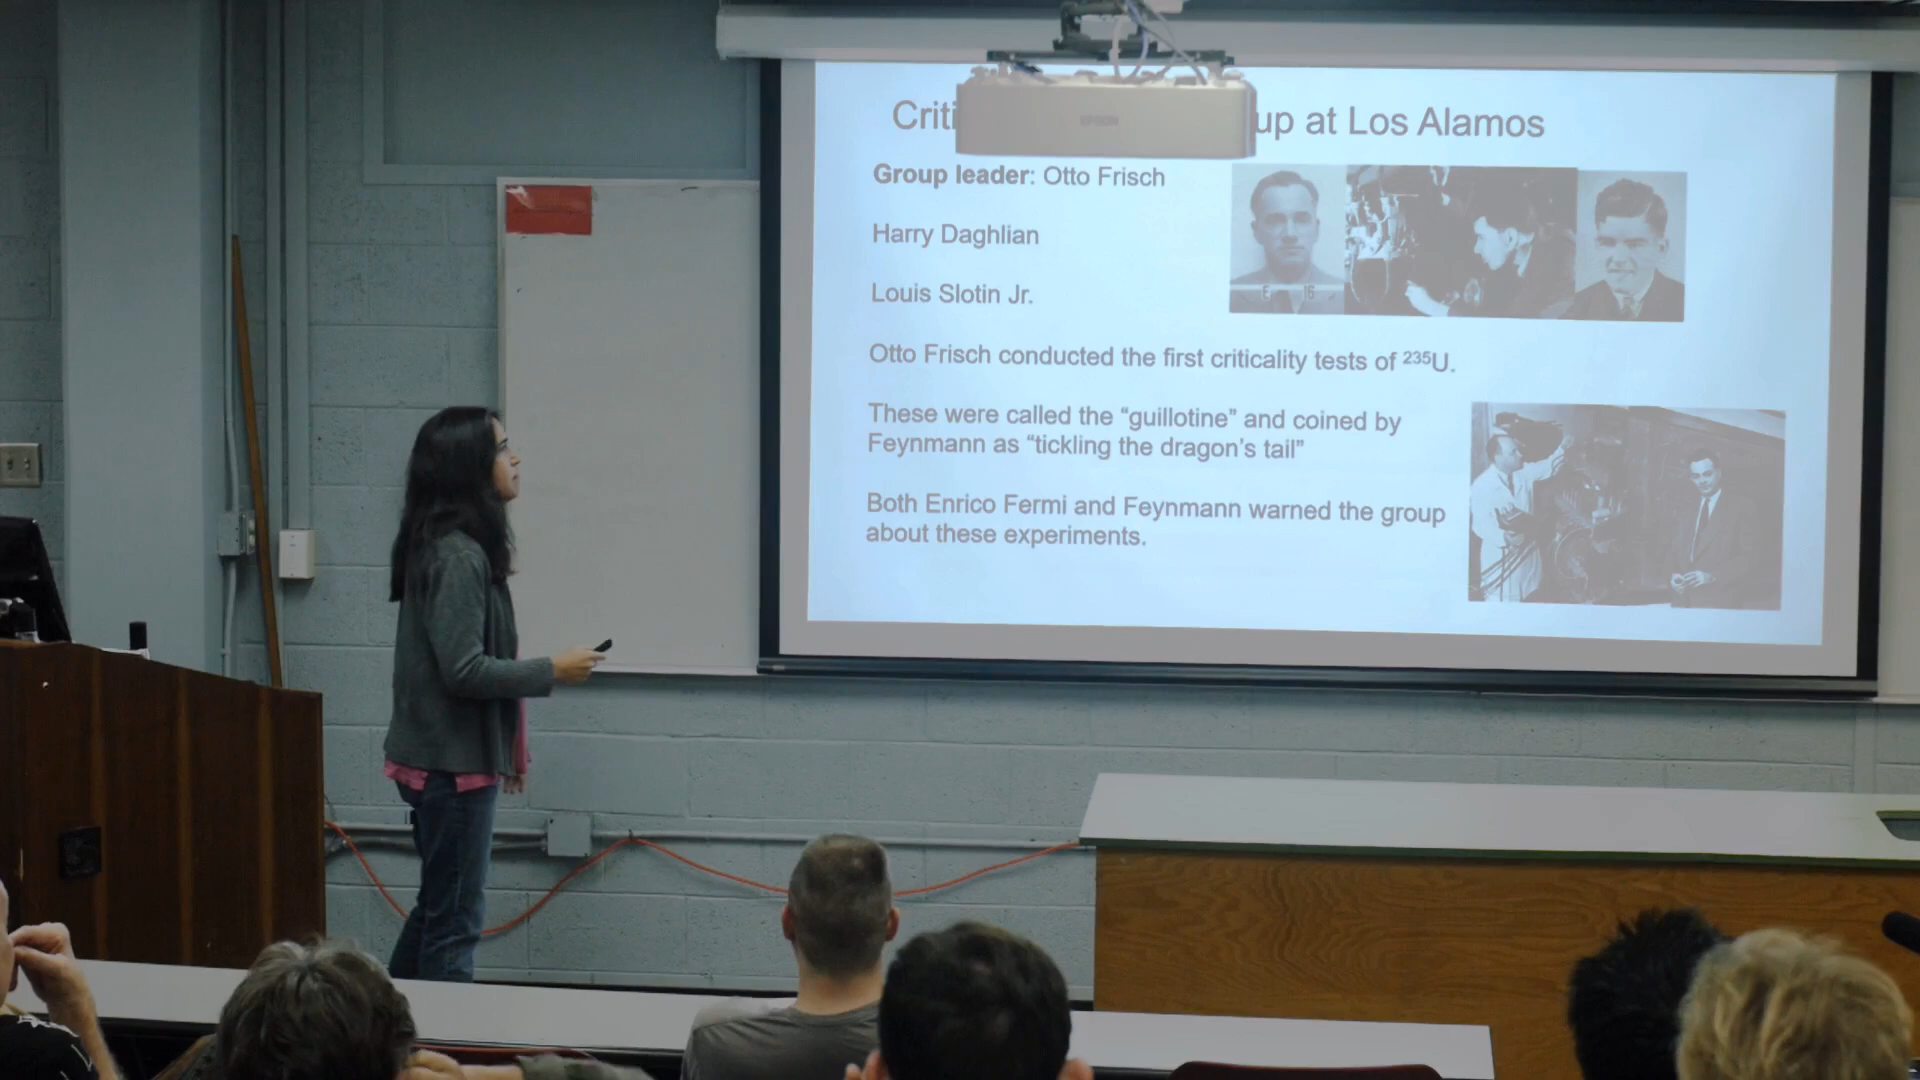 Criti up at Los Alamos
EPSON
Group leader: Otto Frisch
Harry Daghlian
Louis Slotin Jr.
E 16
Otto Frisch conducted the first criticality tests of ²³⁵U.
These were called the “guillotine” and coined by
Feynmann as “tickling the dragon’s tail”
Both Enrico Fermi and Feynmann warned the group
about these experiments.